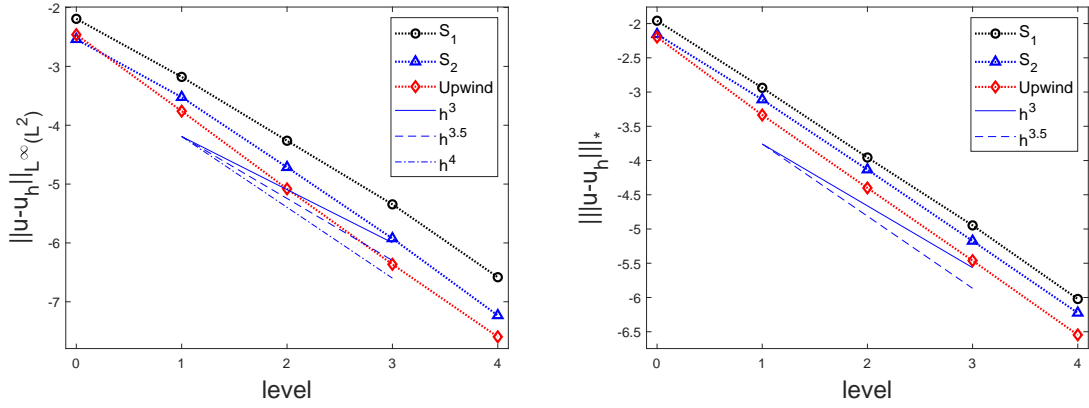 -2
-3
-4
-5
-6
-7
||u-u_h||_{L^∞(L^2)}
0
1
2
3
4
level
S_1
S_2
Upwind
h^3
h^{3.5}
h^4
-2
-2.5
-3
-3.5
-4
-4.5
-5
-5.5
-6
-6.5
|||u-u_h|||_*
0
1
2
3
4
level
S_1
S_2
Upwind
h^3
h^{3.5}